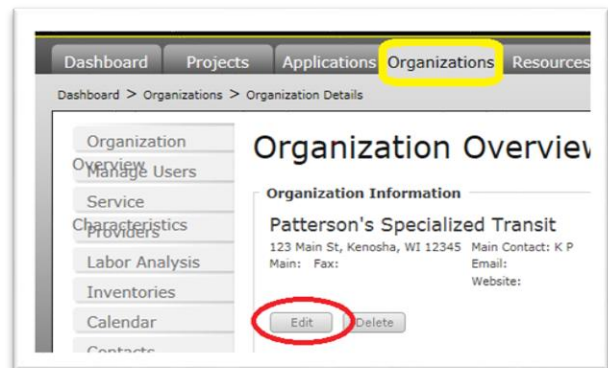 Dashboard Projects Applications Organizations Resources
Dashboard > Organizations > Organization Details
Organization
Overview
Manage Users
Service
Characteristics
Providers
Labor Analysis
Inventories
Calendar
Contacts
Organization Overview
Organization Information
Patterson's Specialized Transit
123 Main St, Kenosha, WI 12345 Main Contact: K P
Main: Fax: Email:
Website:
Edit Delete